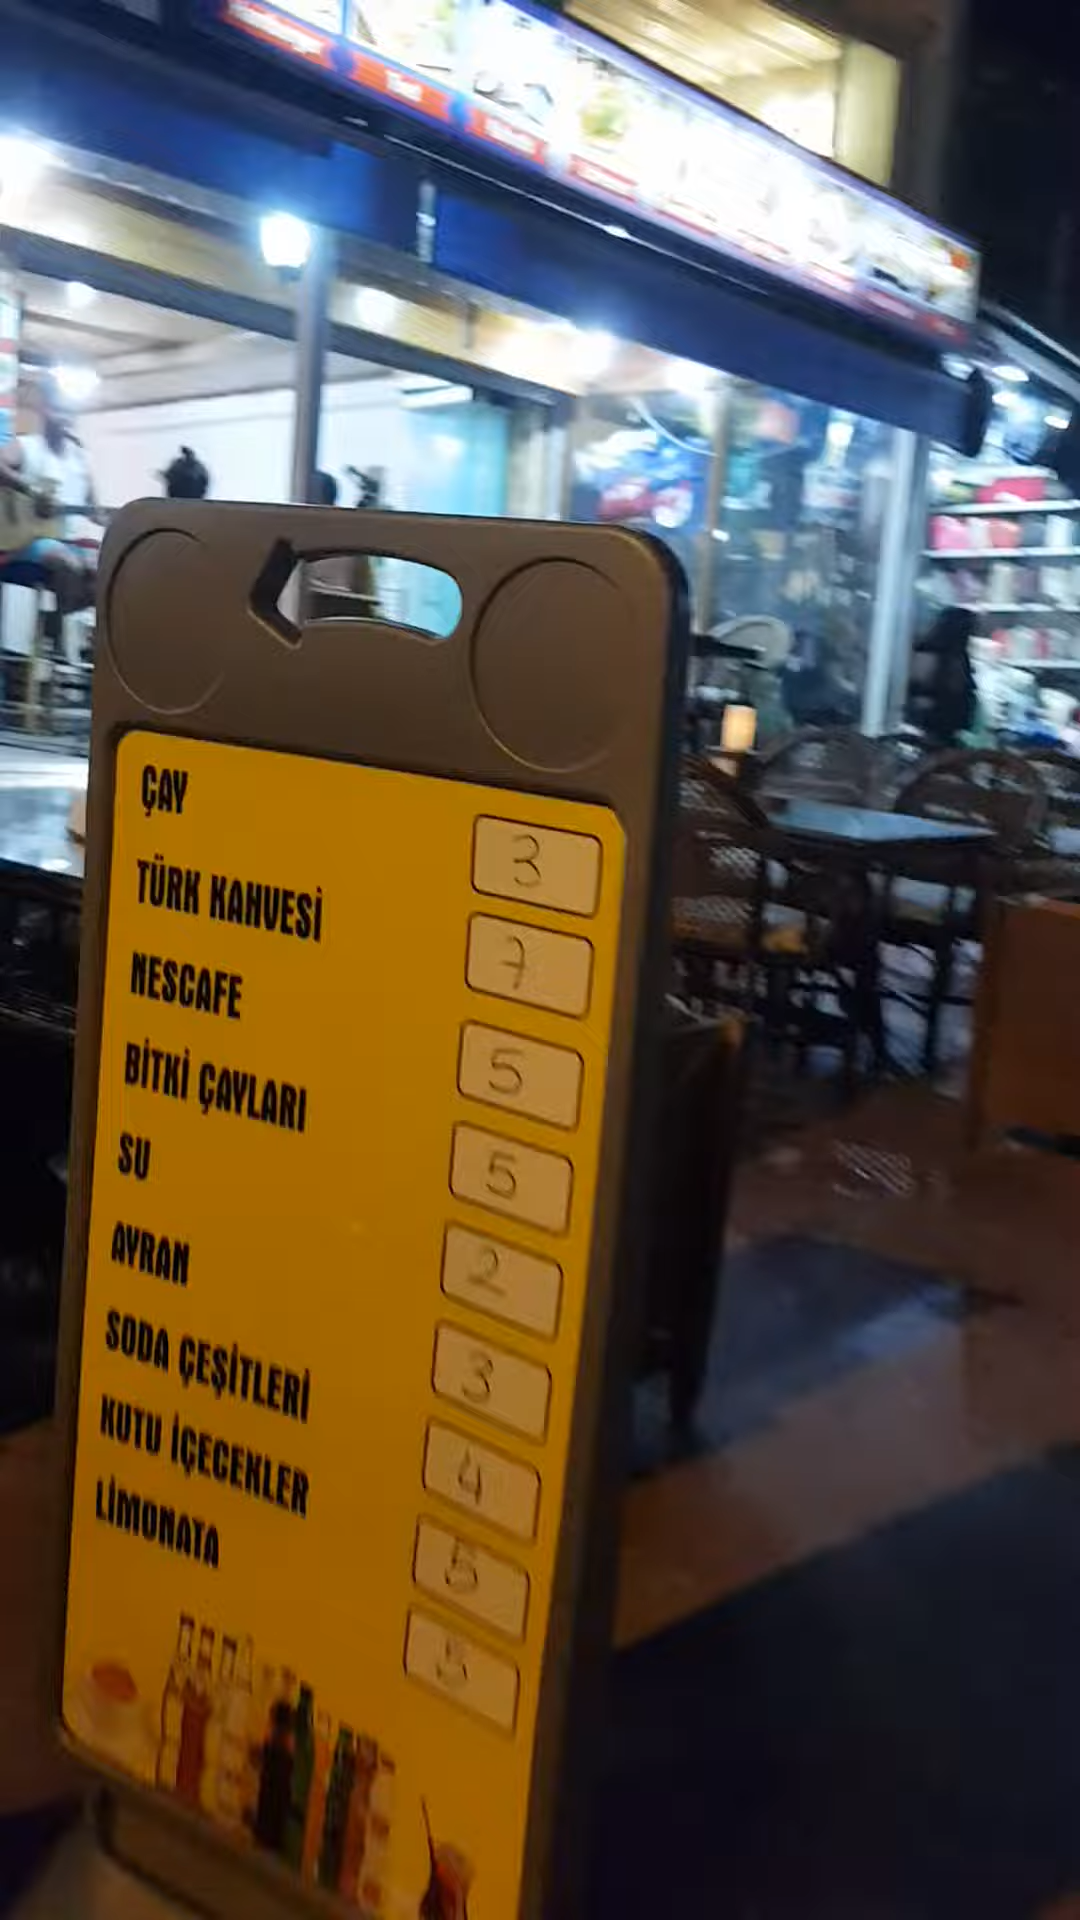 ÇAY 3
TÜRK KAHVESİ 7
NESCAFE 5
BİTKİ ÇAYLARI 5
SU 2
AYRAN 3
SODA ÇEŞİTLERİ 4
KUTU İÇECEKLER 5
LİMONATA 5